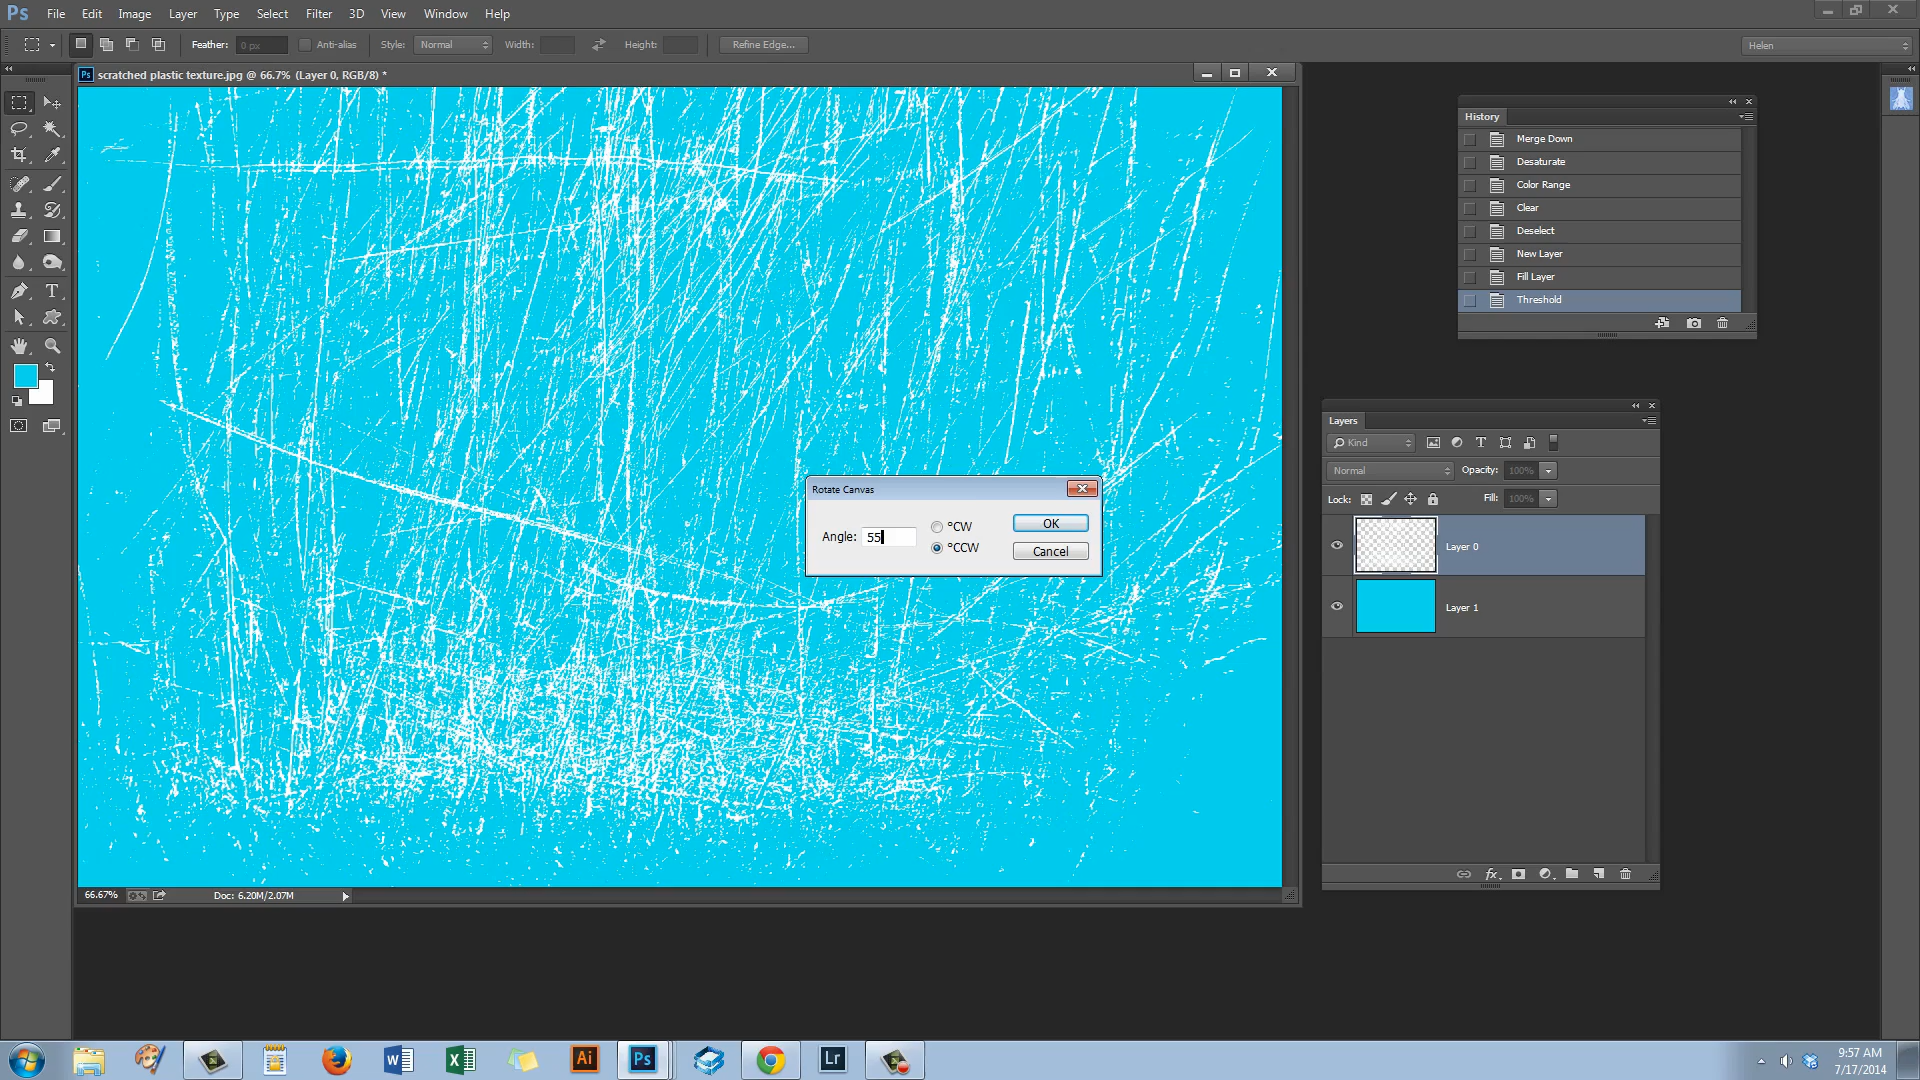 Ps File Edit Image Layer Type Select Filter 3D View Window Help
Feather: 0 px Anti-alias Style: Normal Width: Height: Refine Edge... Helen
Ps scratched plastic texture.jpg @ 66.7% (Layer 0, RGB/8) *
History
Merge Down
Desaturate
Color Range
Clear
Deselect
New Layer
Fill Layer
Threshold
Layers
Kind
Normal Opacity: 100%
Lock: Fill: 100%
Layer 0
Layer 1
Rotate Canvas
Angle: 55
°CW
°CCW
OK
Cancel
66.67% Doc: 6.20M/2.07M
Ai Ps Lr
9:57 AM
7/17/2014